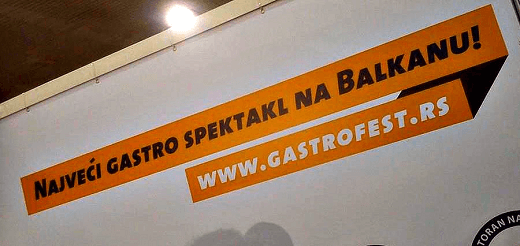 Najveći gastro spektakl na Balkanu!
www.gastrofest.rs